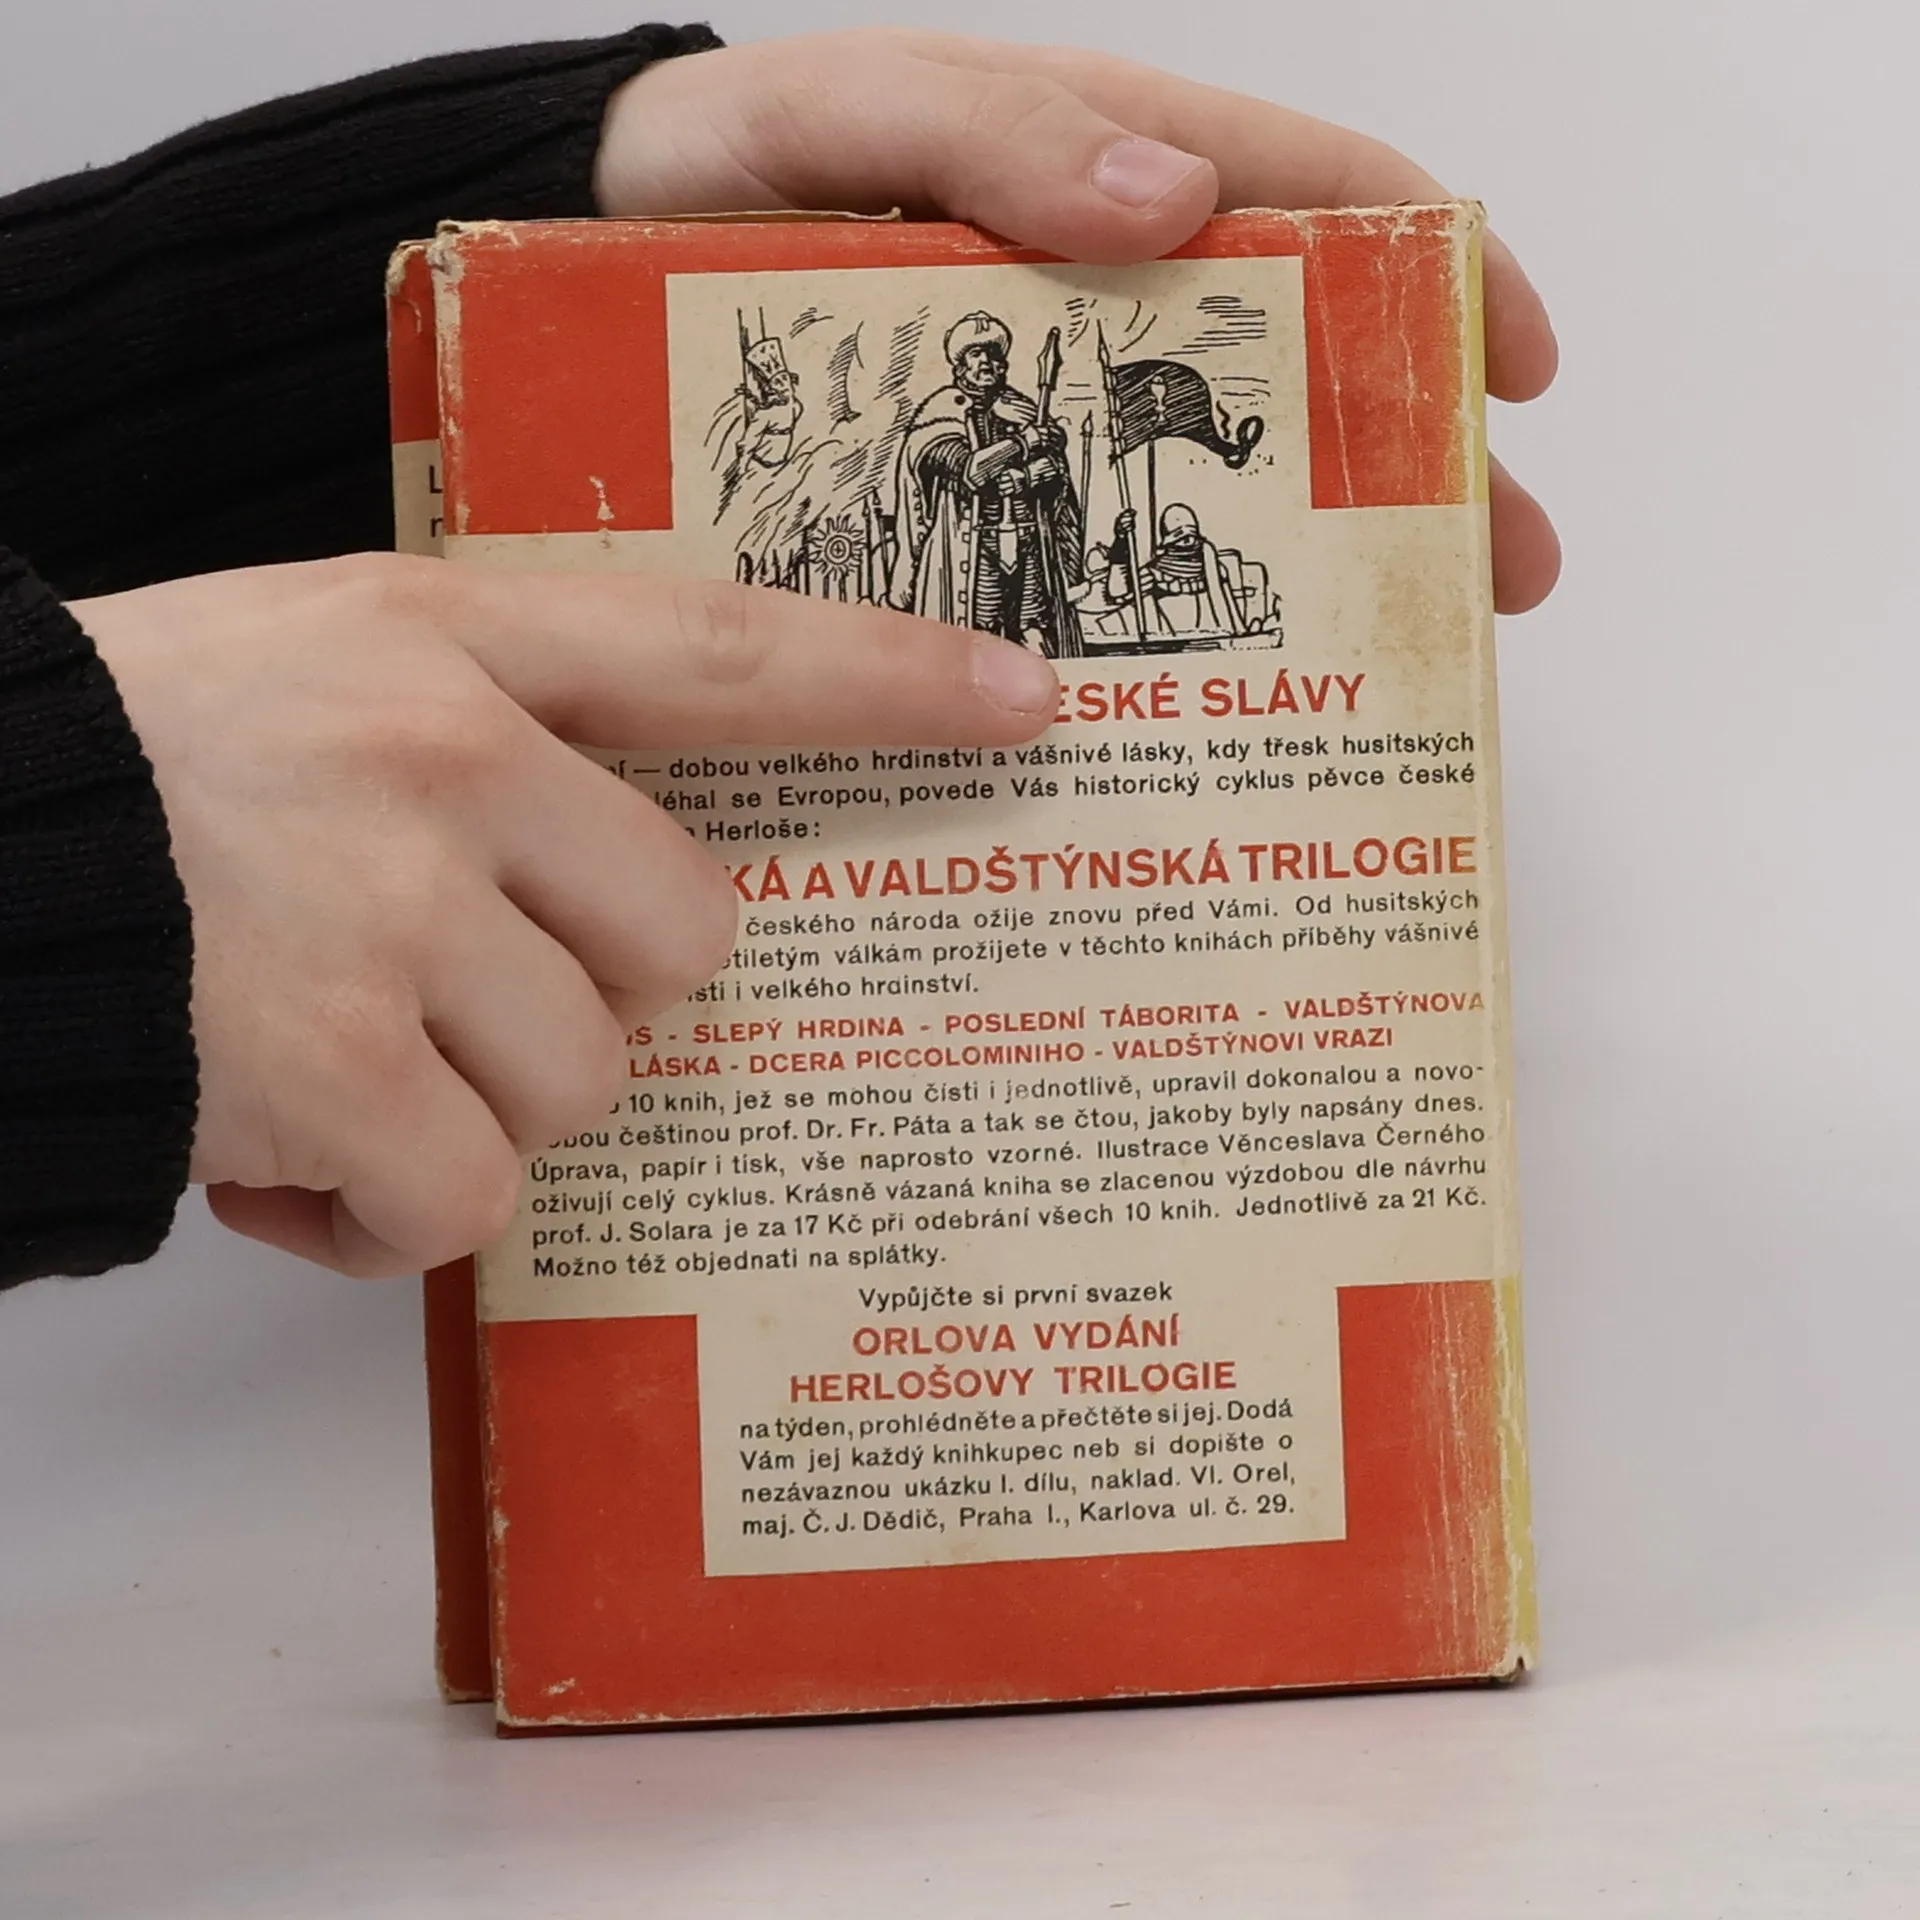 ESKÉ SLÁVY
— dobou velkého hrdinství a vášnivé lásky, kdy třesk husitských
léhal se Evropou, povede Vás historický cyklus pěvce české
Herloše:
KÁ A VALDŠTÝNSKÁ TRILOGIE
českého národa ožije znovu před Vámi. Od husitských
tiletým válkám prožijete v těchto knihách příběhy vášnivé
sti i velkého hrdinství.
S - SLEPÝ HRDINA - POSLEDNÍ TÁBORITA - VALDŠTÝNOVA
LÁSKA - DCERA PICCOLOMINIHO - VALDŠTÝNOVI VRAZI
10 knih, jež se mohou čísti i jednotlivě, upravil dokonalou a novo-
bou češtinou prof. Dr. Fr. Páta a tak se čtou, jakoby byly napsány dnes.
Úprava, papír i tisk, vše naprosto vzorné. Ilustrace Věnceslava Černého
oživují celý cyklus. Krásně vázaná kniha se zlacenou výzdobou dle návrhu
prof. J. Solara je za 17 Kč při odebrání všech 10 knih. Jednotlivě za 21 Kč.
Možno též objednati na splátky.
Vypůjčte si první svazek
ORLOVA VYDÁNÍ
HERLOŠOVY TRILOGIE
na týden, prohlédněte a přečtěte si jej. Dodá
Vám jej každý knihkupec neb si dopište o
nezávaznou ukázku I. dílu, naklad. Vl. Orel,
maj. Č. J. Dědič, Praha I., Karlova ul. č. 29.